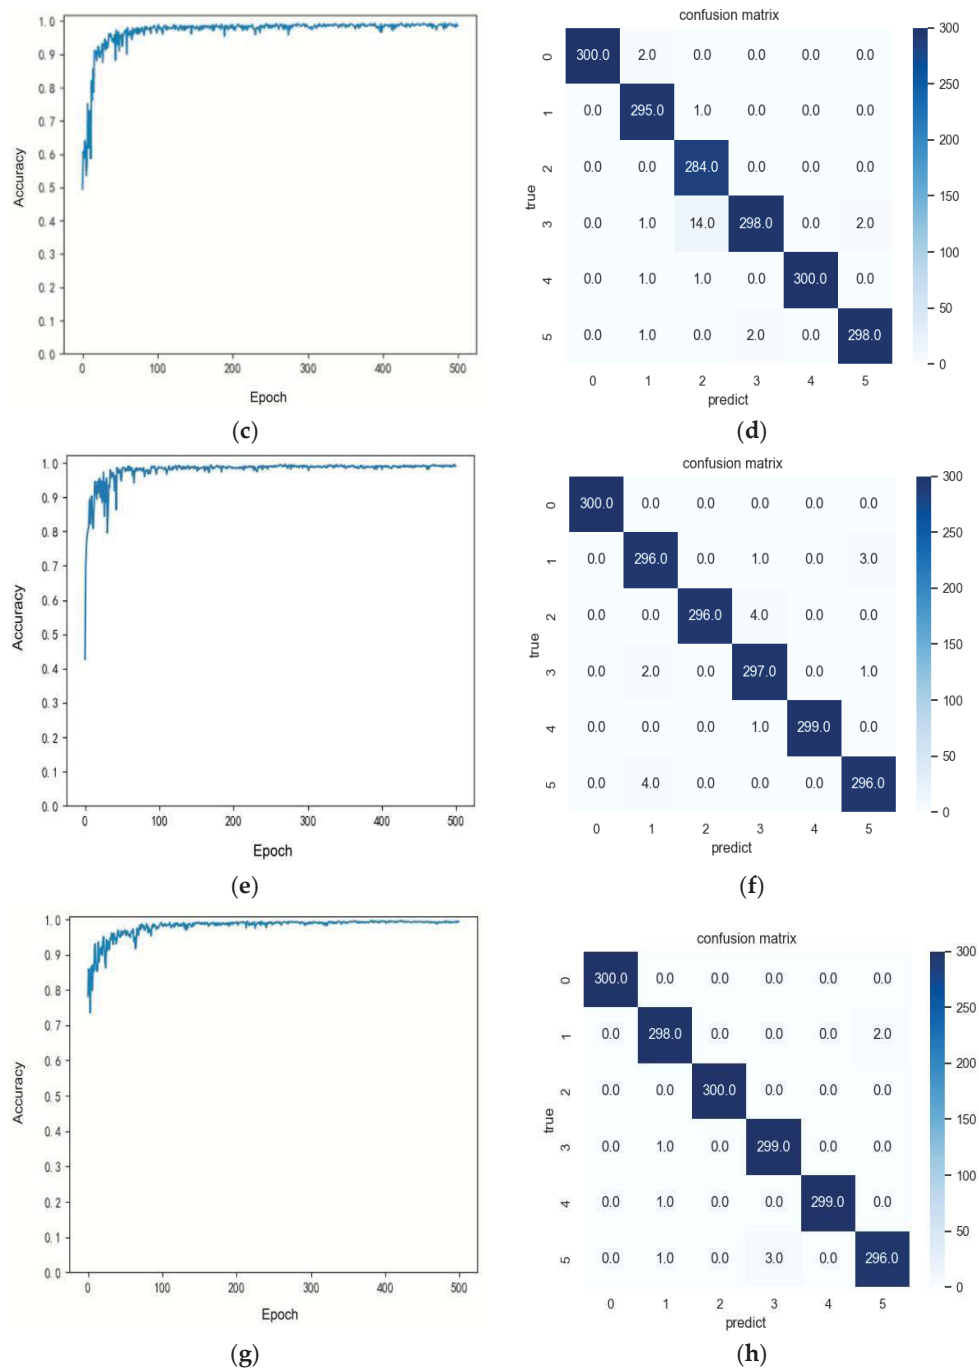 1. 0
0. 9
0. 8
0. 7
0. 6
0. 5
0. 4
0. 3
0. 2
0. 1
0. 0
Accuracy
0 100 200 300 400 500
Epoch
(c)
confusion matrix
0 300.0 2.0 0.0 0.0 0.0 0.0
1 0.0 295.0 1.0 0.0 0.0 0.0
2 0.0 0.0 284.0 0.0 0.0 0.0
3 0.0 1.0 14.0 298.0 0.0 2.0
4 0.0 1.0 1.0 0.0 300.0 0.0
5 0.0 1.0 0.0 2.0 0.0 298.0
true
0 1 2 3 4 5
predict
300
250
200
150
100
50
0
(d)
1. 0
0. 9
0. 8
0. 7
0. 6
0. 5
0. 4
0. 3
0. 2
0. 1
0. 0
Accuracy
0 100 200 300 400 500
Epoch
(e)
confusion matrix
0 300.0 0.0 0.0 0.0 0.0 0.0
1 0.0 296.0 0.0 1.0 0.0 3.0
2 0.0 0.0 296.0 4.0 0.0 0.0
3 0.0 2.0 0.0 297.0 0.0 1.0
4 0.0 0.0 0.0 1.0 299.0 0.0
5 0.0 4.0 0.0 0.0 0.0 296.0
true
0 1 2 3 4 5
predict
300
250
200
150
100
50
0
(f)
1. 0
0. 9
0. 8
0. 7
0. 6
0. 5
0. 4
0. 3
0. 2
0. 1
0. 0
Accuracy
0 100 200 300 400 500
Epoch
(g)
confusion matrix
0 300.0 0.0 0.0 0.0 0.0 0.0
1 0.0 298.0 0.0 0.0 0.0 2.0
2 0.0 0.0 300.0 0.0 0.0 0.0
3 0.0 1.0 0.0 299.0 0.0 0.0
4 0.0 1.0 0.0 0.0 299.0 0.0
5 0.0 1.0 0.0 3.0 0.0 296.0
true
0 1 2 3 4 5
predict
300
250
200
150
100
50
0
(h)